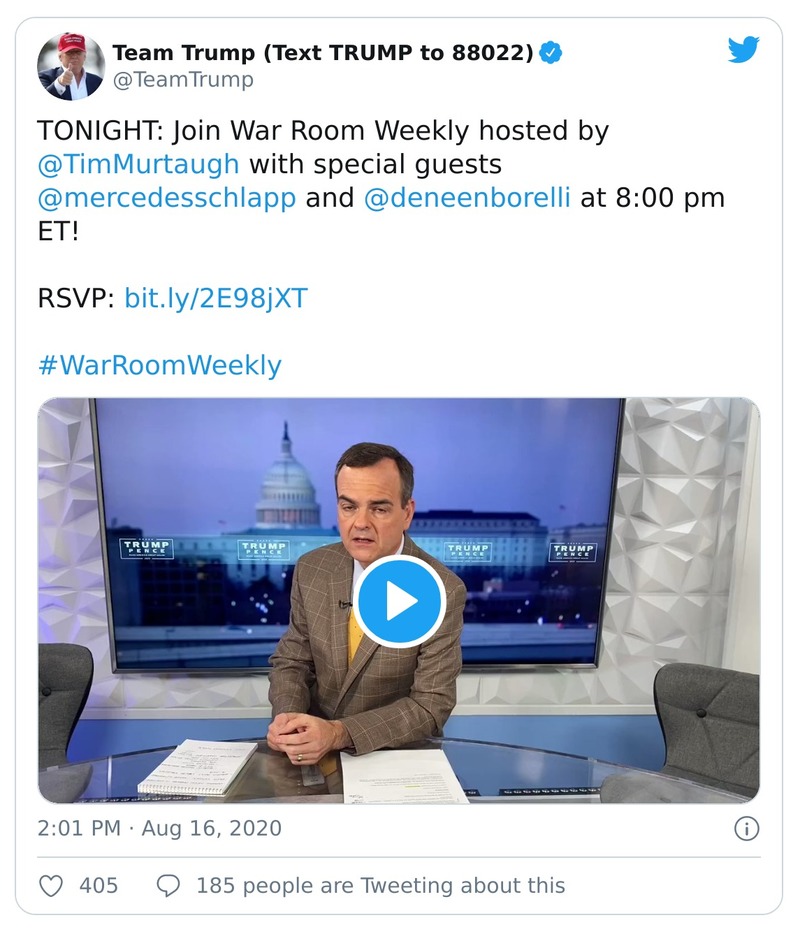 Team Trump (Text TRUMP to 88022)
@TeamTrump
TONIGHT: Join War Room Weekly hosted by
@TimMurtaugh with special guests
@mercedesschlapp and @deneenborelli at 8:00 pm
ET!
RSVP: bit.ly/2E98jXT
#WarRoomWeekly
TRUMP
PENCE
TRUMP
PENCE
TRUMP
PENCE
TRUMP
PENCE
2:01 PM · Aug 16, 2020
405
185 people are Tweeting about this